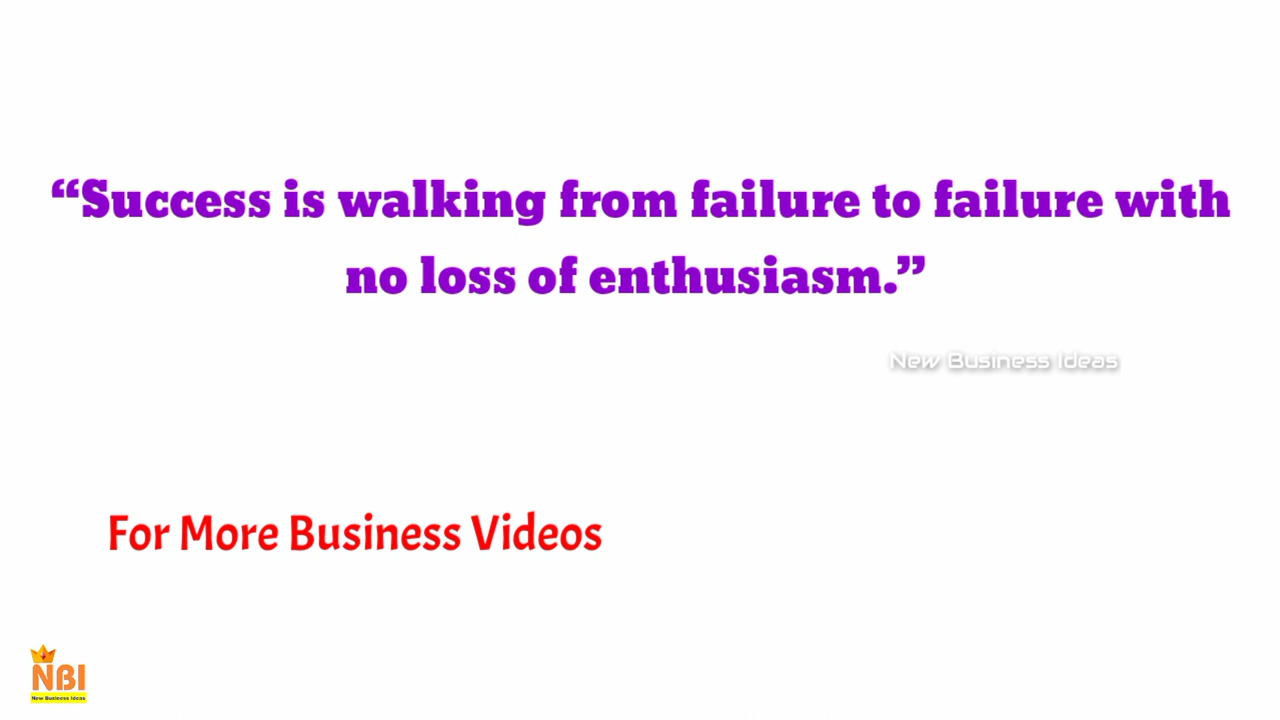 “Success is walking from failure to failure with
no loss of enthusiasm.”
New Business Ideas
For More Business Videos
NBI
New Business Ideas